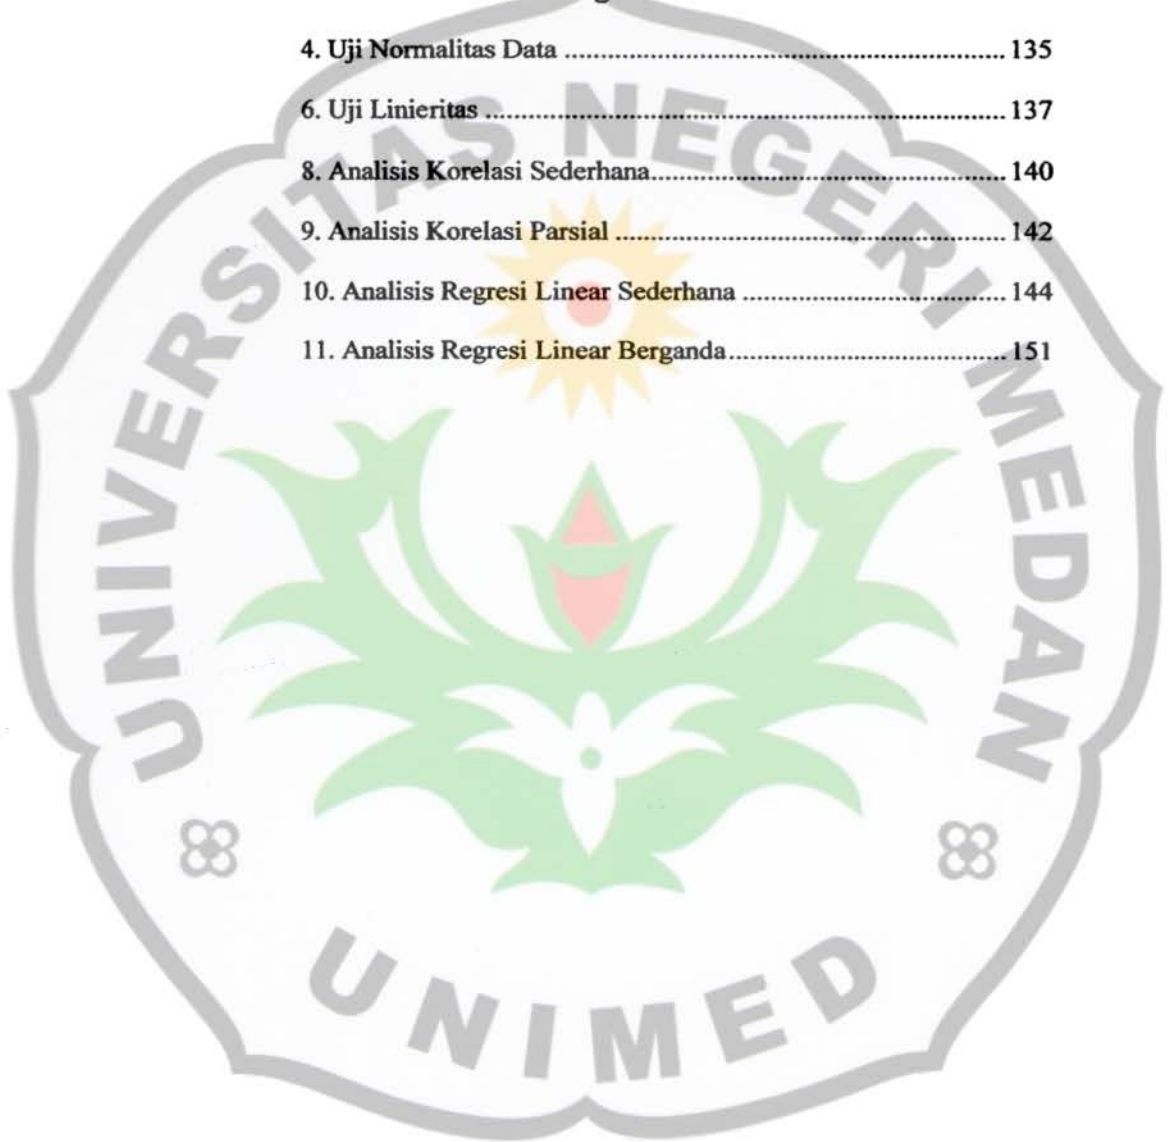 4. Uji Normalitas Data ........................................................................ 135
6. Uji Linieritas ..................................................................................... 137
8. Analisis Korelasi Sederhana.......................................................... 140
9. Analisis Korelasi Parsial ................................................................ 142
10. Analisis Regresi Linear Sederhana ........................................... 144
11. Analisis Regresi Linear Berganda.............................................. 151
UNIVERSITAS NEGERI MEDAN
UNIMED